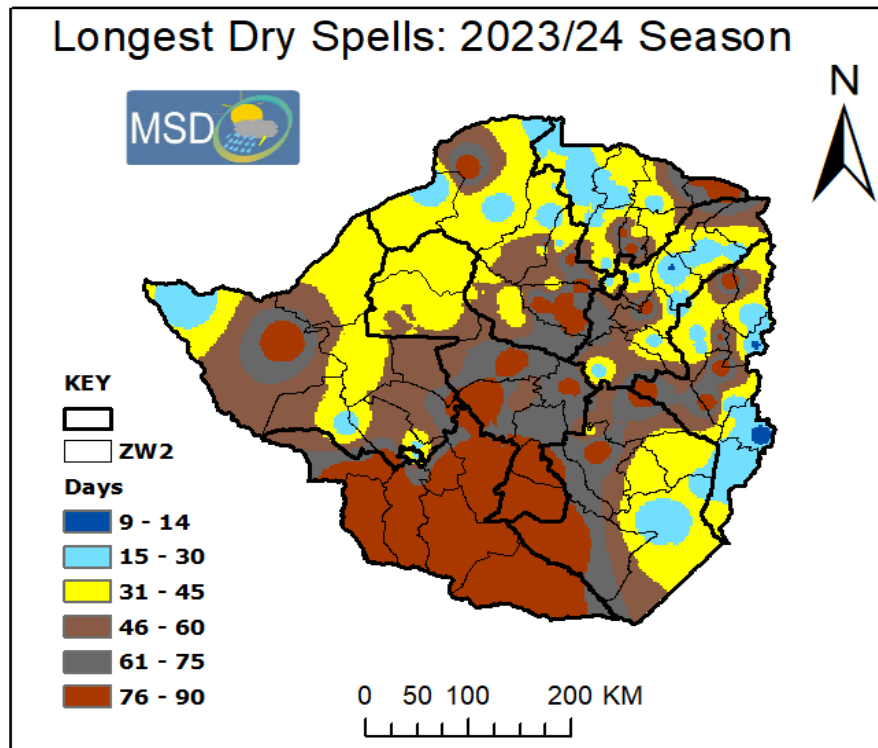 Longest Dry Spells: 2023/24 Season
MSD
N
KEY
ZW2
Days
9 - 14
15 - 30
31 - 45
46 - 60
61 - 75
76 - 90
0 50 100 200 KM